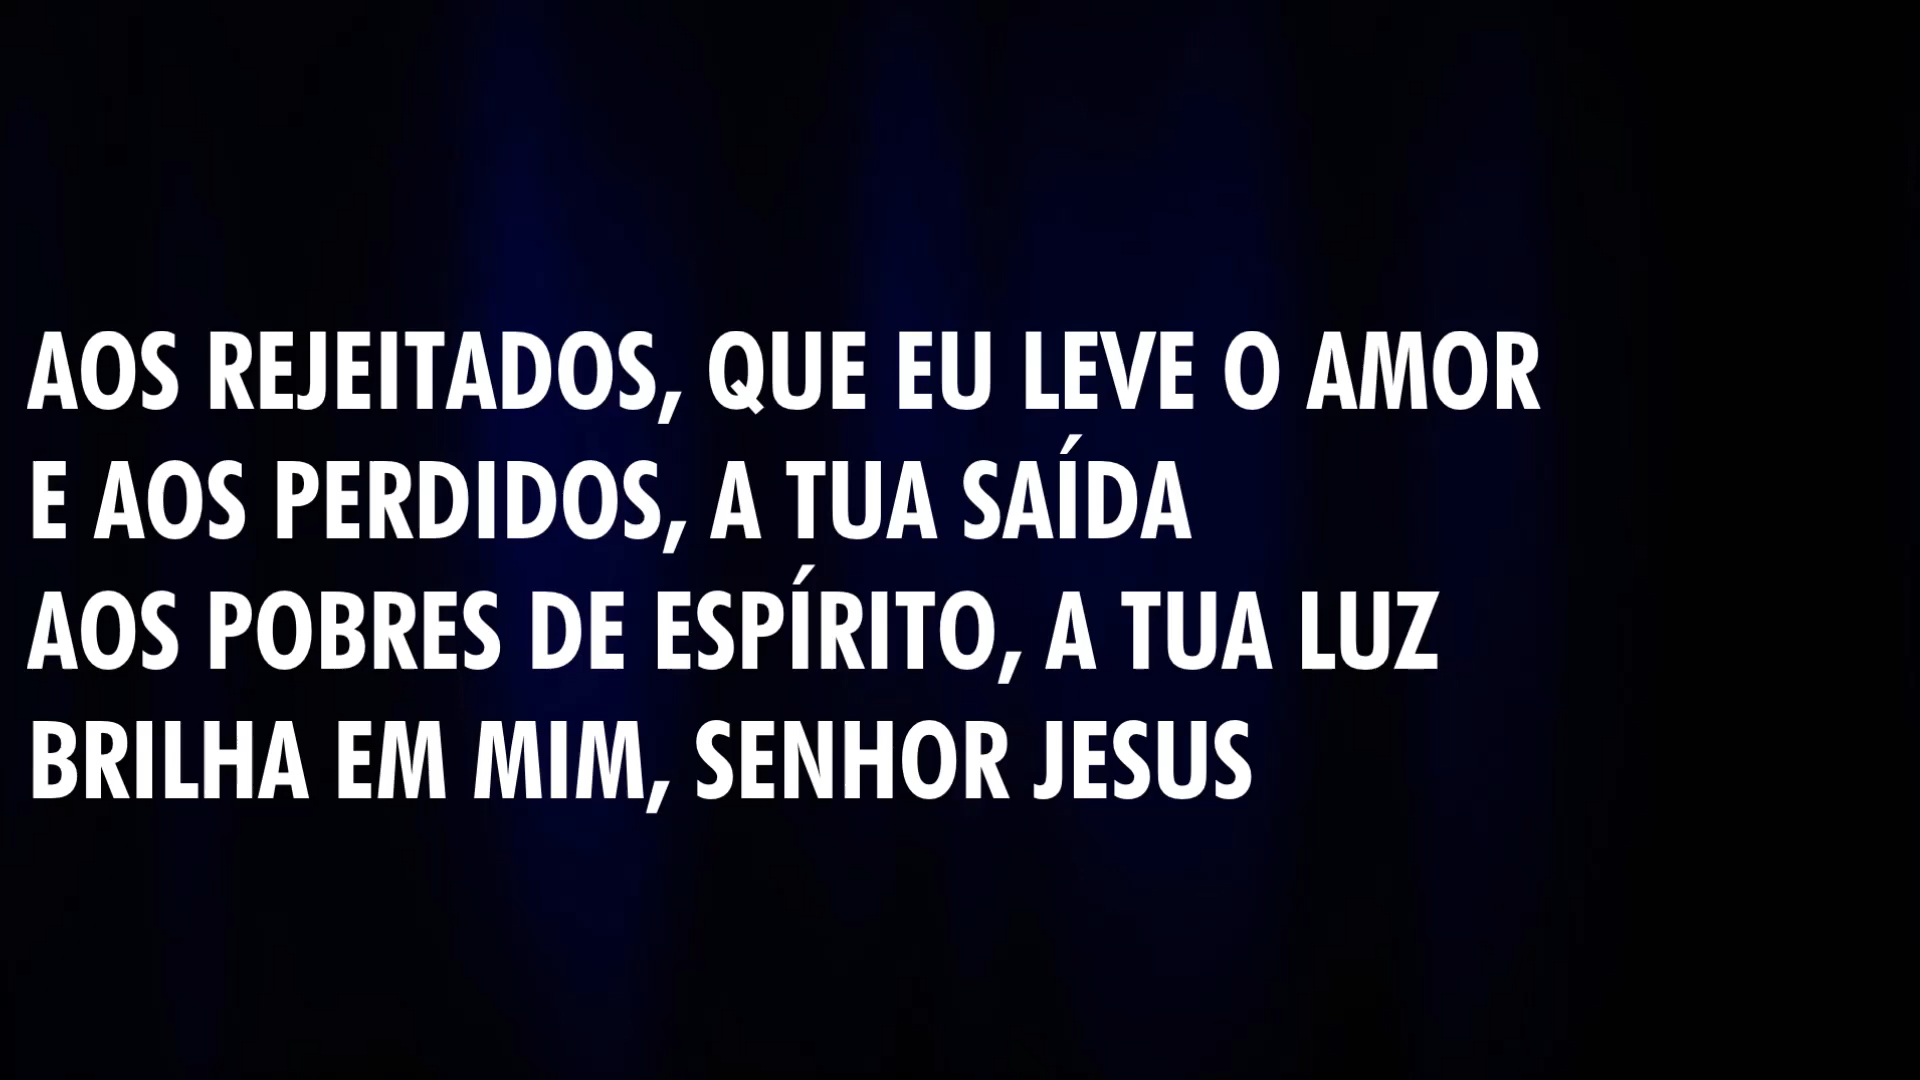 AOS REJEITADOS, QUE EU LEVE O AMOR
E AOS PERDIDOS, A TUA SAÍDA
AOS POBRES DE ESPÍRITO, A TUA LUZ
BRILHA EM MIM, SENHOR JESUS